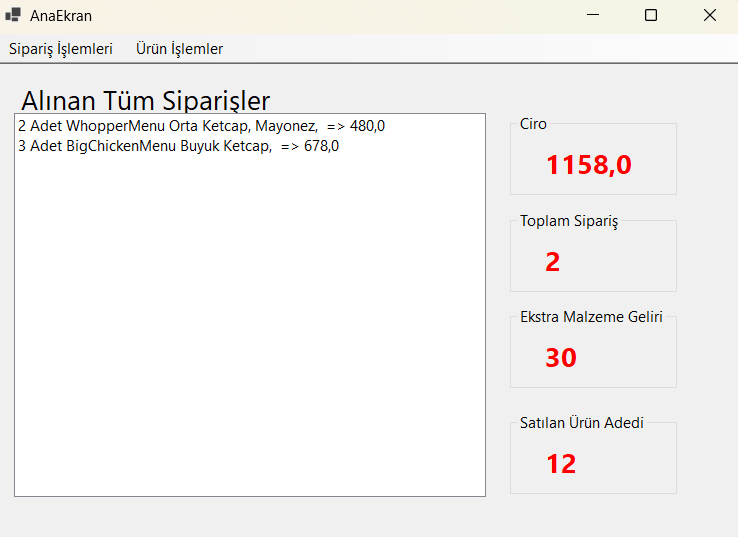 AnaEkran
Sipariş İşlemleri Ürün İşlemler
Alınan Tüm Siparişler
2 Adet WhopperMenu Orta Ketcap, Mayonez,  => 480,0
3 Adet BigChickenMenu Buyuk Ketcap,  => 678,0
Ciro
1158,0
Toplam Sipariş
2
Ekstra Malzeme Geliri
30
Satılan Ürün Adedi
12